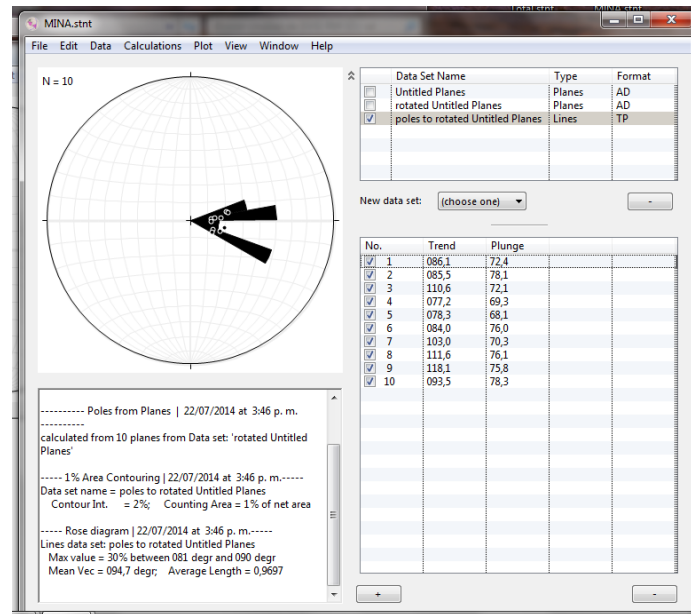 Total.stnt MINA.stnt
MINA.stnt
File Edit Data Calculations Plot View Window Help
N = 10
Data Set Name Type Format
Untitled Planes Planes AD
rotated Untitled Planes Planes AD
poles to rotated Untitled Planes Lines TP
New data set: (choose one) -
No. Trend Plunge
1 086,1 72,4
2 085,5 78,1
3 110,6 72,1
4 077,2 69,3
5 078,3 68,1
6 084,0 76,0
7 103,0 70,3
8 111,6 76,1
9 118,1 75,8
10 093,5 78,3
---------- Poles from Planes | 22/07/2014 at 3:46 p. m.
----------
calculated from 10 planes from Data set: 'rotated Untitled
Planes'
----- 1% Area Contouring | 22/07/2014 at 3:46 p. m.-----
Data set name = poles to rotated Untitled Planes
Contour Int. = 2%; Counting Area = 1% of net area
----- Rose diagram | 22/07/2014 at 3:46 p. m.-----
Lines data set: poles to rotated Untitled Planes
Max value = 30% between 081 degr and 090 degr
Mean Vec = 094,7 degr; Average Length = 0,9697
+ -